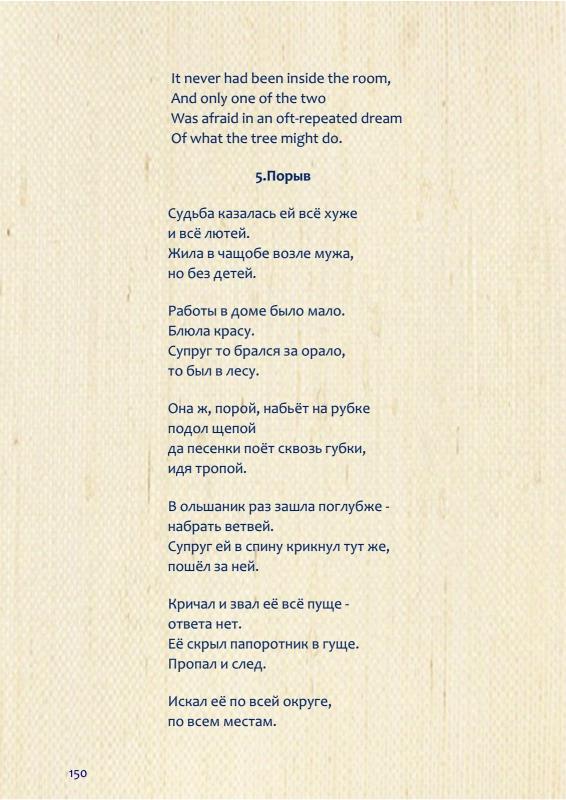 It never had been inside the room,
And only one of the two
Was afraid in an oft-repeated dream
Of what the tree might do.
5.Порыв
Судьба казалась ей всё хуже
и всё лютей.
Жила в чащобе возле мужа,
но без детей.
Работы в доме было мало.
Блюла красу.
Супруг то брался за орало,
то был в лесу.
Она ж, порой, набьёт на рубке
подол щепой
да песенки поёт сквозь губки,
идя тропой.
В ольшаник раз зашла поглубже -
набрать ветвей.
Супруг ей в спину крикнул тут же,
пошёл за ней.
Кричал и звал её всё пуще -
ответа нет.
Её скрыл папоротник в гуще.
Пропал и след.
Искал её по всей округе,
по всем местам.
150